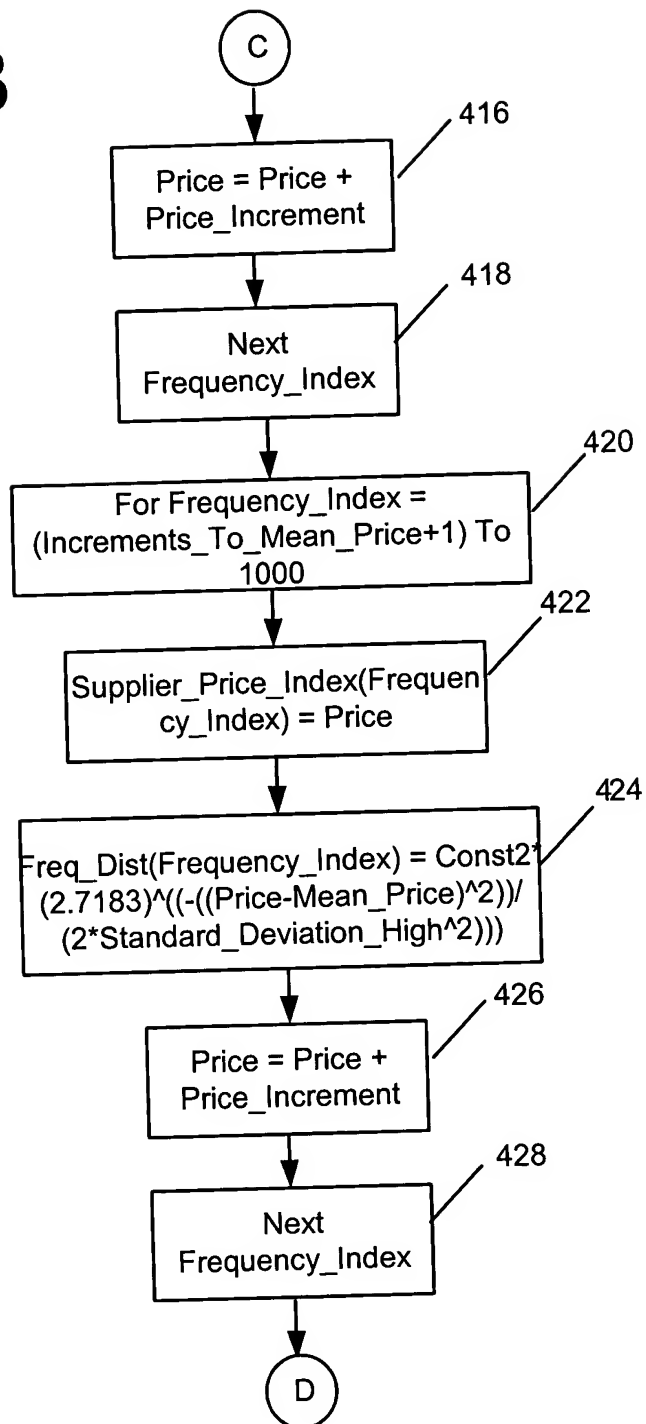 C
416
Price = Price +
Price_Increment
418
Next
Frequency_Index
420
For Frequency_Index =
(Increments_To_Mean_Price+1) To
1000
422
Supplier_Price_Index(Frequen
cy_Index) = Price
424
Freq_Dist(Frequency_Index) = Const2*
(2.7183)^((-((Price-Mean_Price)^2))/
(2*Standard_Deviation_High^2)))
426
Price = Price +
Price_Increment
428
Next
Frequency_Index
D